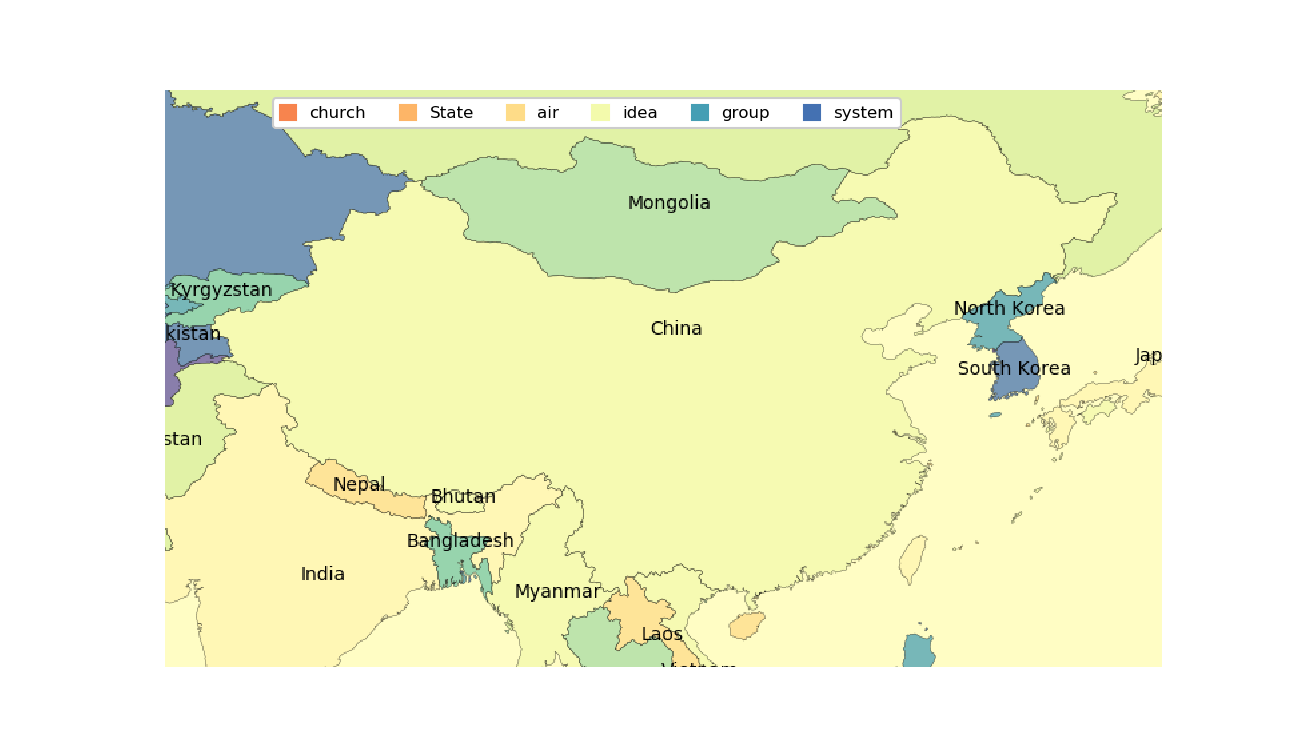 church State air idea group system
Mongolia
Kyrgyzstan
North Korea
China
kistan
Jap
South Korea
stan
Nepal
Bhutan
Bangladesh
India
Myanmar
Laos
Vietnam